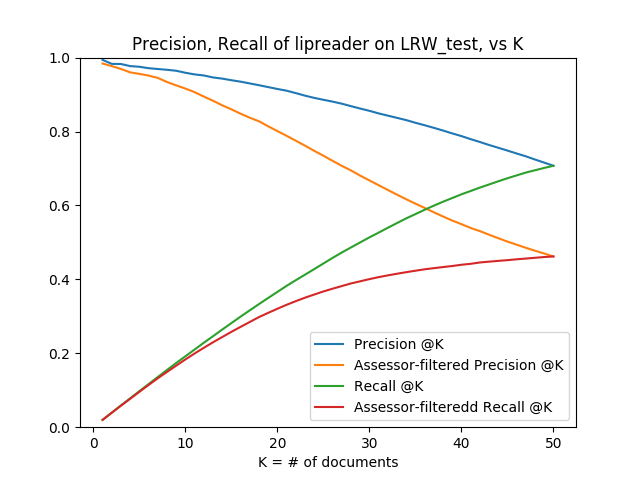 Precision, Recall of lipreader on LRW_test, vs K
1.0
0.8
0.6
0.4
0.2
0.0
Precision @K
Assessor-filtered Precision @K
Recall @K
Assessor-filteredd Recall @K
0 10 20 30 40 50
K = # of documents